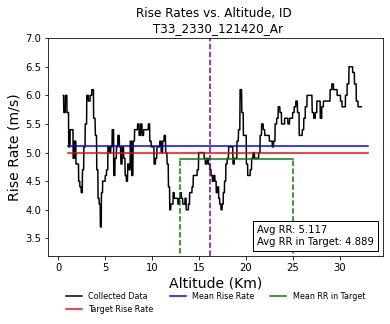 Rise Rates vs. Altitude, ID
T33_2330_121420_Ar
Rise Rate (m/s)
7.0
6.5
6.0
5.5
5.0
4.5
4.0
3.5
Avg RR: 5.117
Avg RR in Target: 4.889
0 5 10 15 20 25 30
Altitude (Km)
Collected Data Mean Rise Rate Mean RR in Target
Target Rise Rate